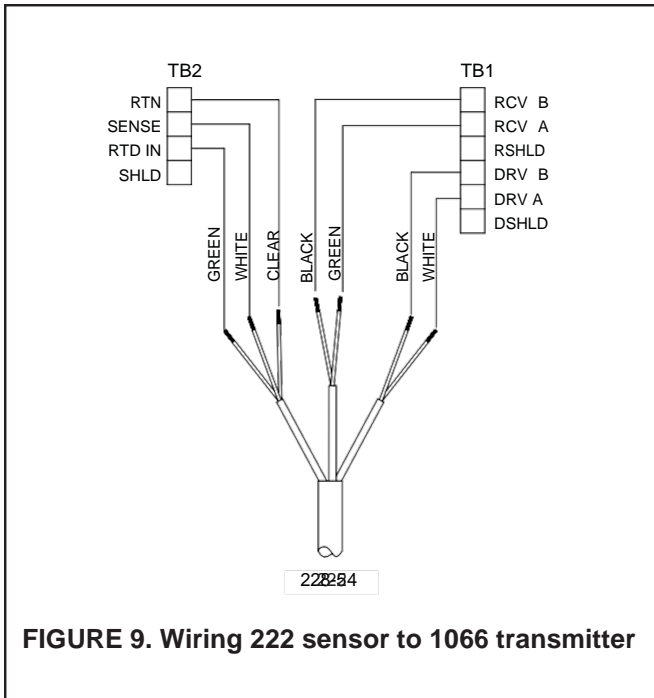 TB2
TB1
RTN
SENSE
RTD IN
SHLD
RCV B
RCV A
RSHLD
DRV B
DRV A
DSHLD
GREEN
WHITE
CLEAR
BLACK
GREEN
BLACK
WHITE
FIGURE 9. Wiring 222 sensor to 1066 transmitter